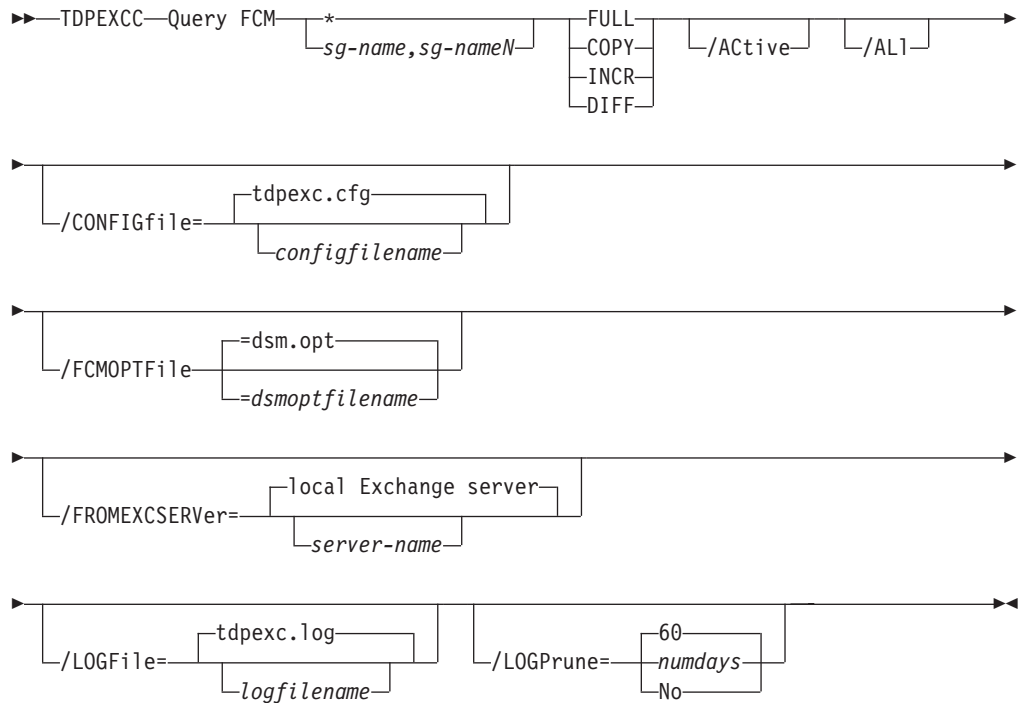 TDPEXCC Query FCM * FULL
sg-name,sg-nameN COPY /ACtive /ALl
INCR
DIFF
tdpexc.cfg
/CONFIGfile=
configfilename
=dsm.opt
/FCMOPTFile
=dsmoptfilename
local Exchange server
/FROMEXCSERVer=
server-name
tdpexc.log 60
/LOGFile= /LOGPrune= numdays
logfilename No